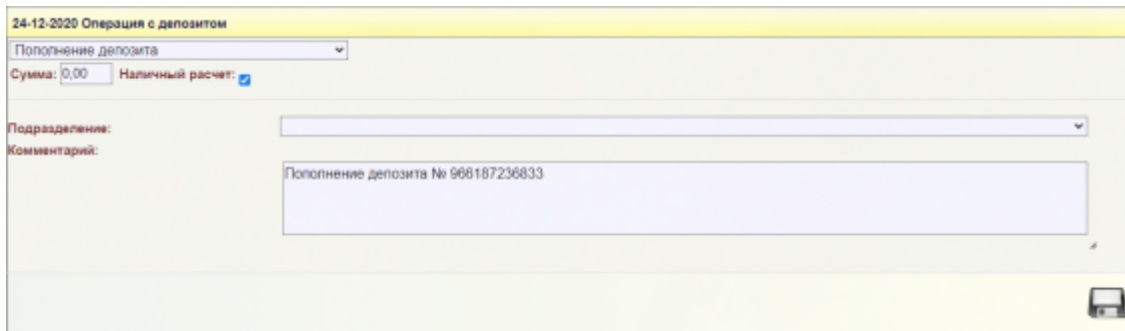 24-12-2020 Операция с депозитом
Пополнение депозита
Сумма: 0,00 Наличный расчет:
Подразделение:
Комментарий:
Пополнение депозита № 966187236833